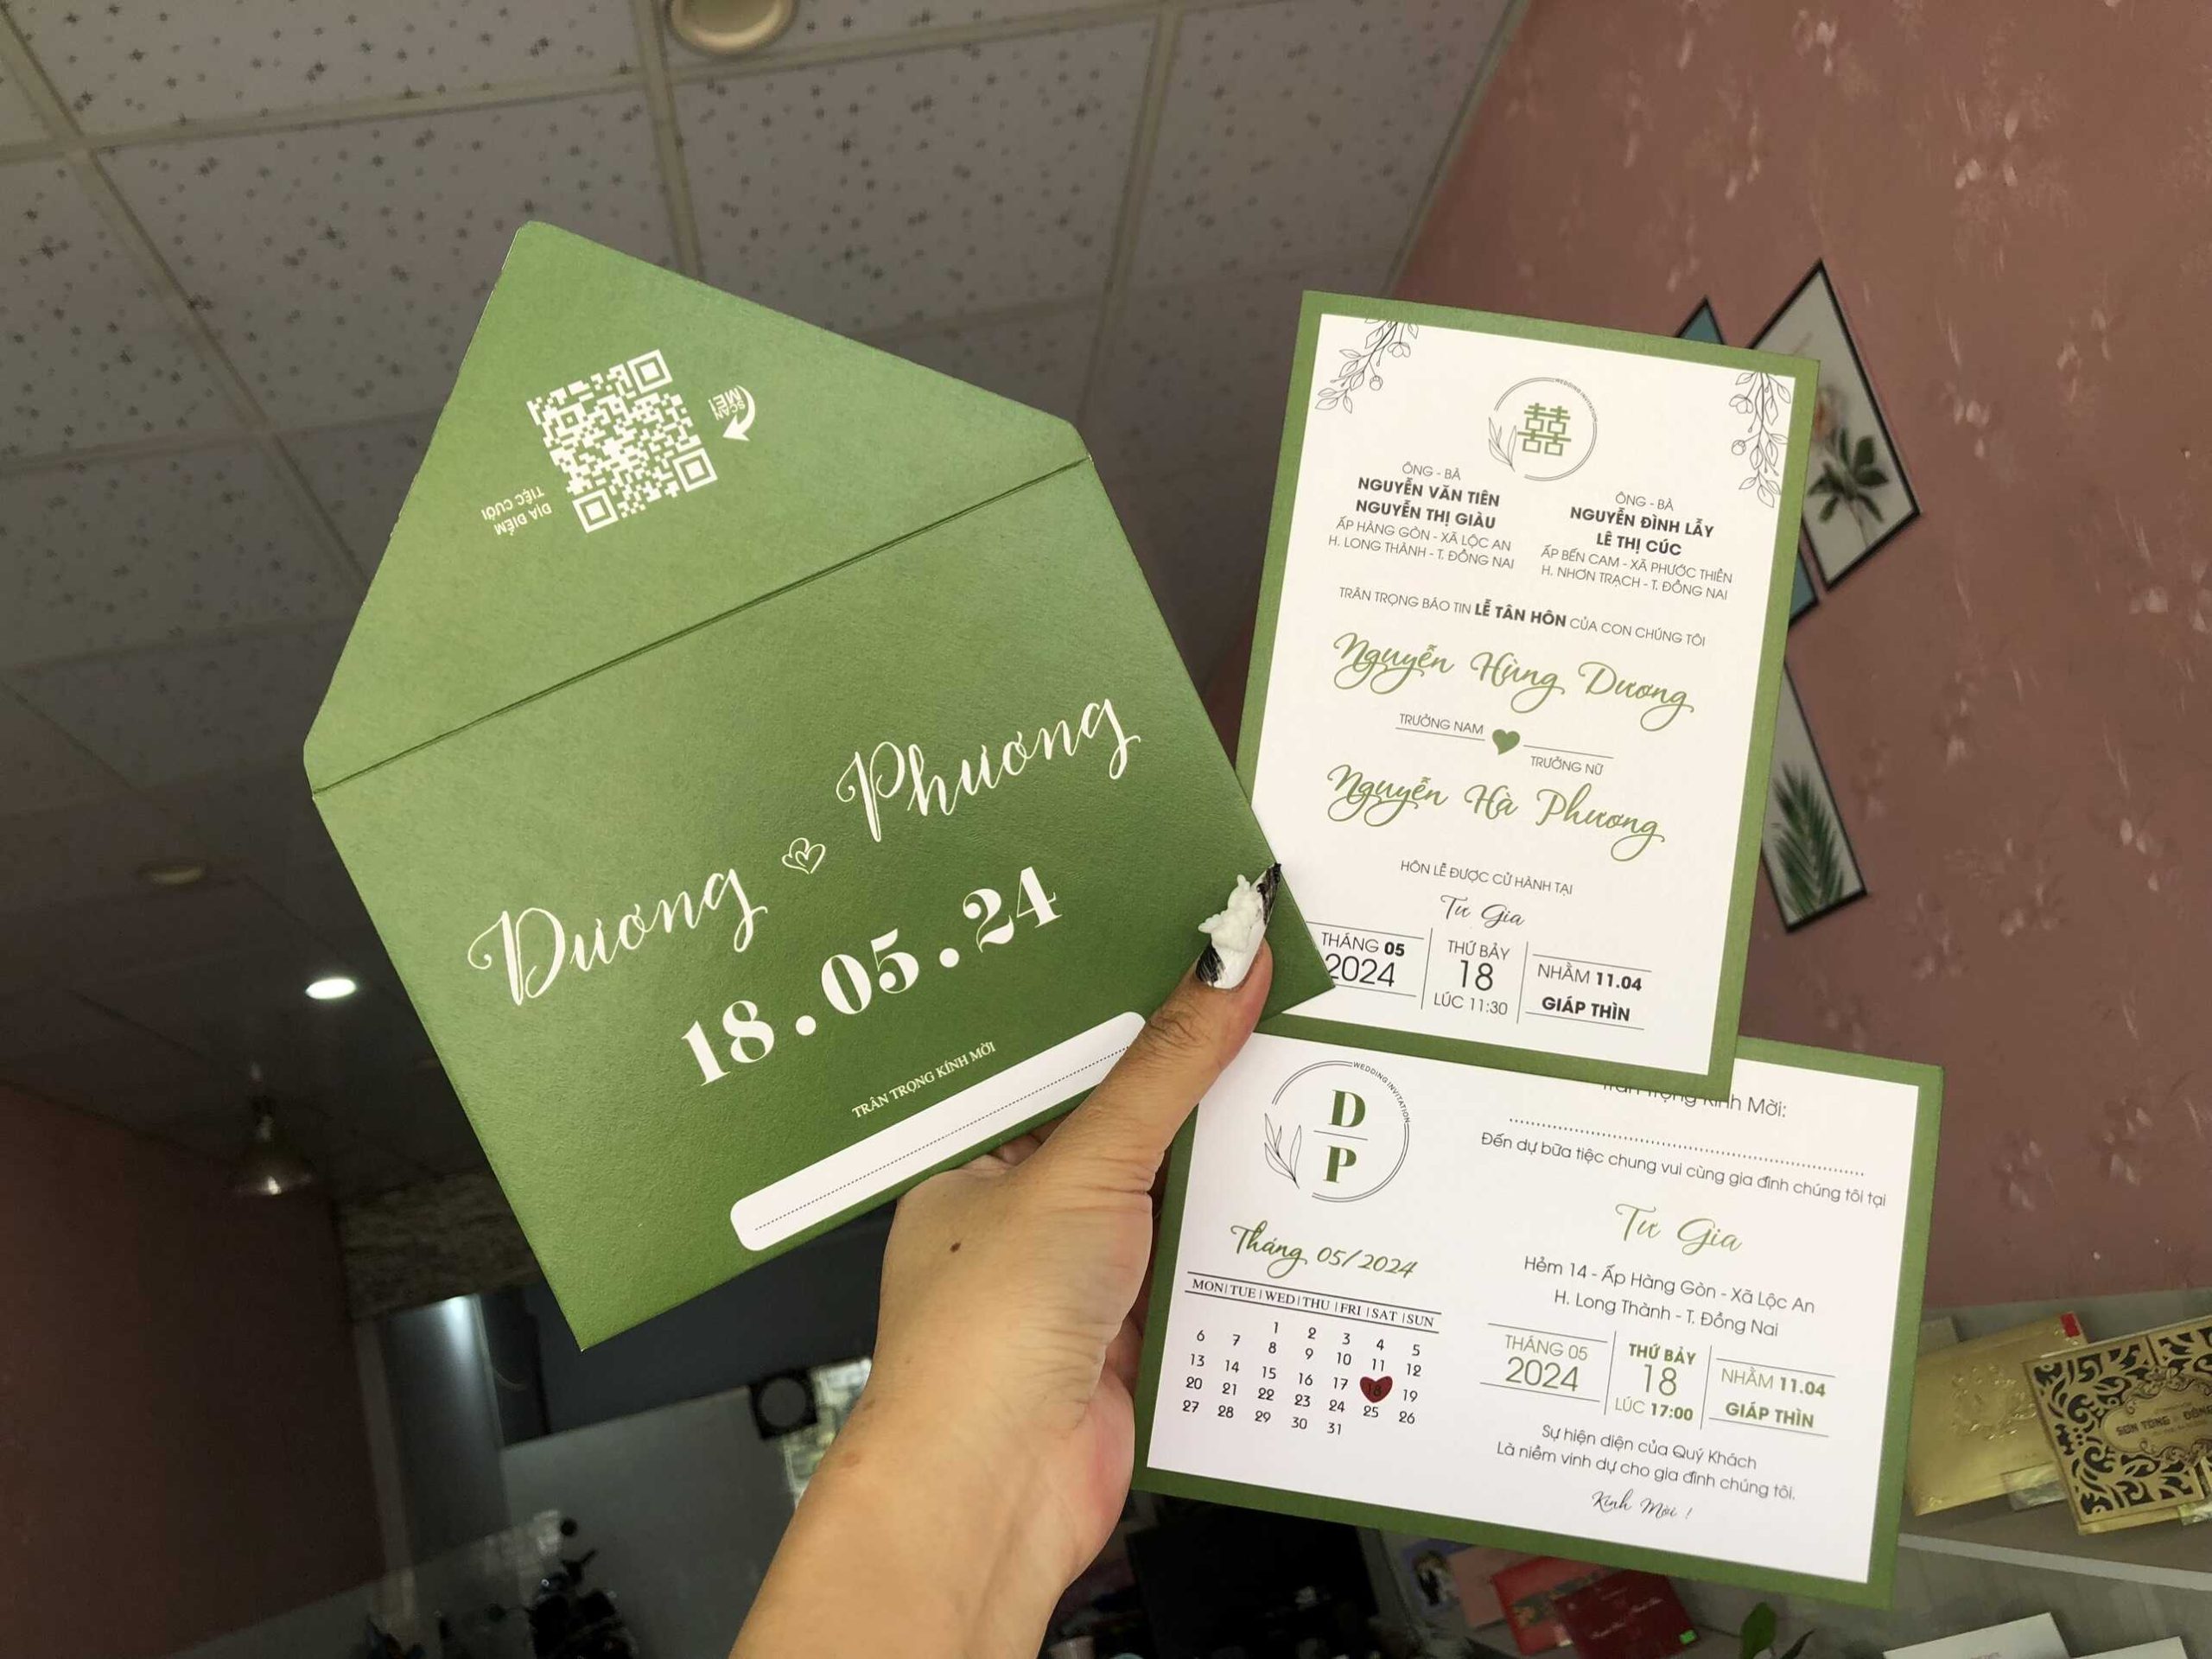 SCAN
ME!
ĐỊA ĐIỂM
TIỆC CƯỚI
Dương Phương
18.05.24
TRÂN TRỌNG KÍNH MỜI
WEDDING INVITATION
囍
ÔNG - BÀ
NGUYỄN VĂN TIÊN
NGUYỄN THỊ GIÀU
ẤP HÀNG GÒN - XÃ LỘC AN
H. LONG THÀNH - T. ĐỒNG NAI
ÔNG - BÀ
NGUYỄN ĐÌNH LẪY
LÊ THỊ CÚC
ẤP BẾN CAM - XÃ PHƯỚC THIỀN
H. NHƠN TRẠCH - T. ĐỒNG NAI
TRÂN TRỌNG BÁO TIN LỄ TÂN HÔN CỦA CON CHÚNG TÔI
Nguyễn Hùng Dương
TRƯỞNG NAM
TRƯỞNG NỮ
Nguyễn Hà Phương
HÔN LỄ ĐƯỢC CỬ HÀNH TẠI
Tư Gia
THÁNG 05
2024
THỨ BẢY
18
LÚC 11:30
NHẰM 11.04
GIÁP THÌN
WEDDING INVITATION
D
P
Tháng 05/2024
MON|TUE|WED|THU|FRI|SAT|SUN
1 2 3 4 5
6 7 8 9 10 11 12
13 14 15 16 17 18 19
20 21 22 23 24 25 26
27 28 29 30 31
Trân Trọng Kính Mời:
Đến dự bữa tiệc chung vui cùng gia đình chúng tôi tại
Tư Gia
Hẻm 14 - Ấp Hàng Gòn - Xã Lộc An
H. Long Thành - T. Đồng Nai
THÁNG 05
2024
THỨ BẢY
18
LÚC 17:00
NHẰM 11.04
GIÁP THÌN
Sự hiện diện của Quý Khách
Là niềm vinh dự cho gia đình chúng tôi.
Kính Mời !